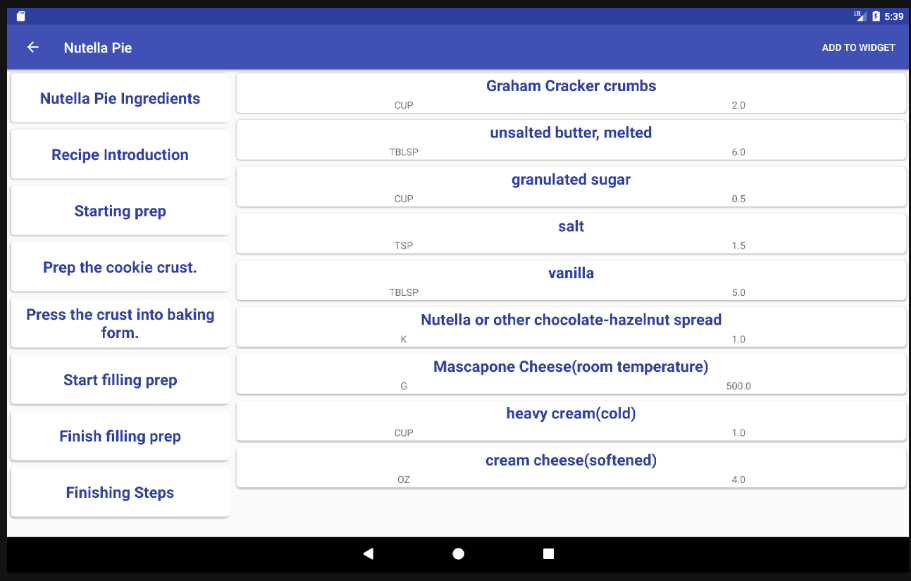 LTE 5:39
Nutella Pie
ADD TO WIDGET
Nutella Pie Ingredients
Recipe Introduction
Starting prep
Prep the cookie crust.
Press the crust into baking
form.
Start filling prep
Finish filling prep
Finishing Steps
Graham Cracker crumbs
CUP 2.0
unsalted butter, melted
TBLSP 6.0
granulated sugar
CUP 0.5
salt
TSP 1.5
vanilla
TBLSP 5.0
Nutella or other chocolate-hazelnut spread
K 1.0
Mascapone Cheese(room temperature)
G 500.0
heavy cream(cold)
CUP 1.0
cream cheese(softened)
OZ 4.0